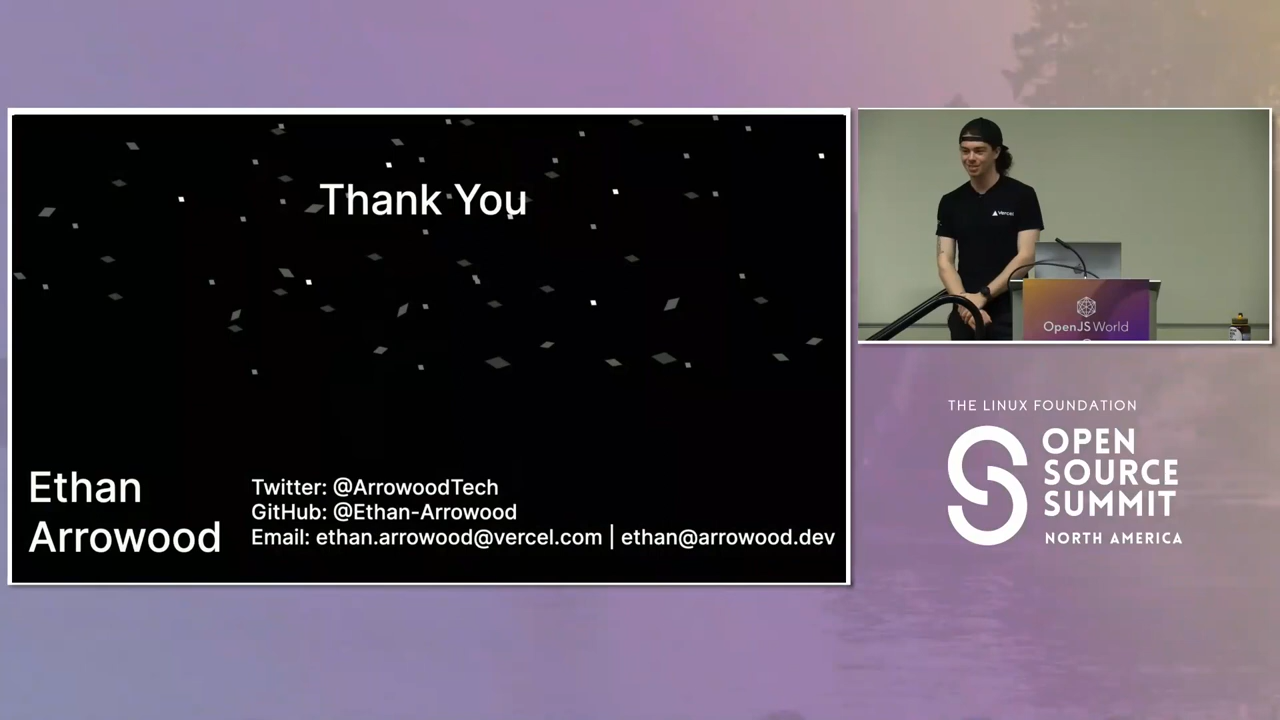 Thank You
Ethan
Arrowood
Twitter: @ArrowoodTech
GitHub: @Ethan-Arrowood
Email: ethan.arrowood@vercel.com | ethan@arrowood.dev
Vercel
OpenJS World
THE LINUX FOUNDATION
OPEN
SOURCE
SUMMIT
NORTH AMERICA